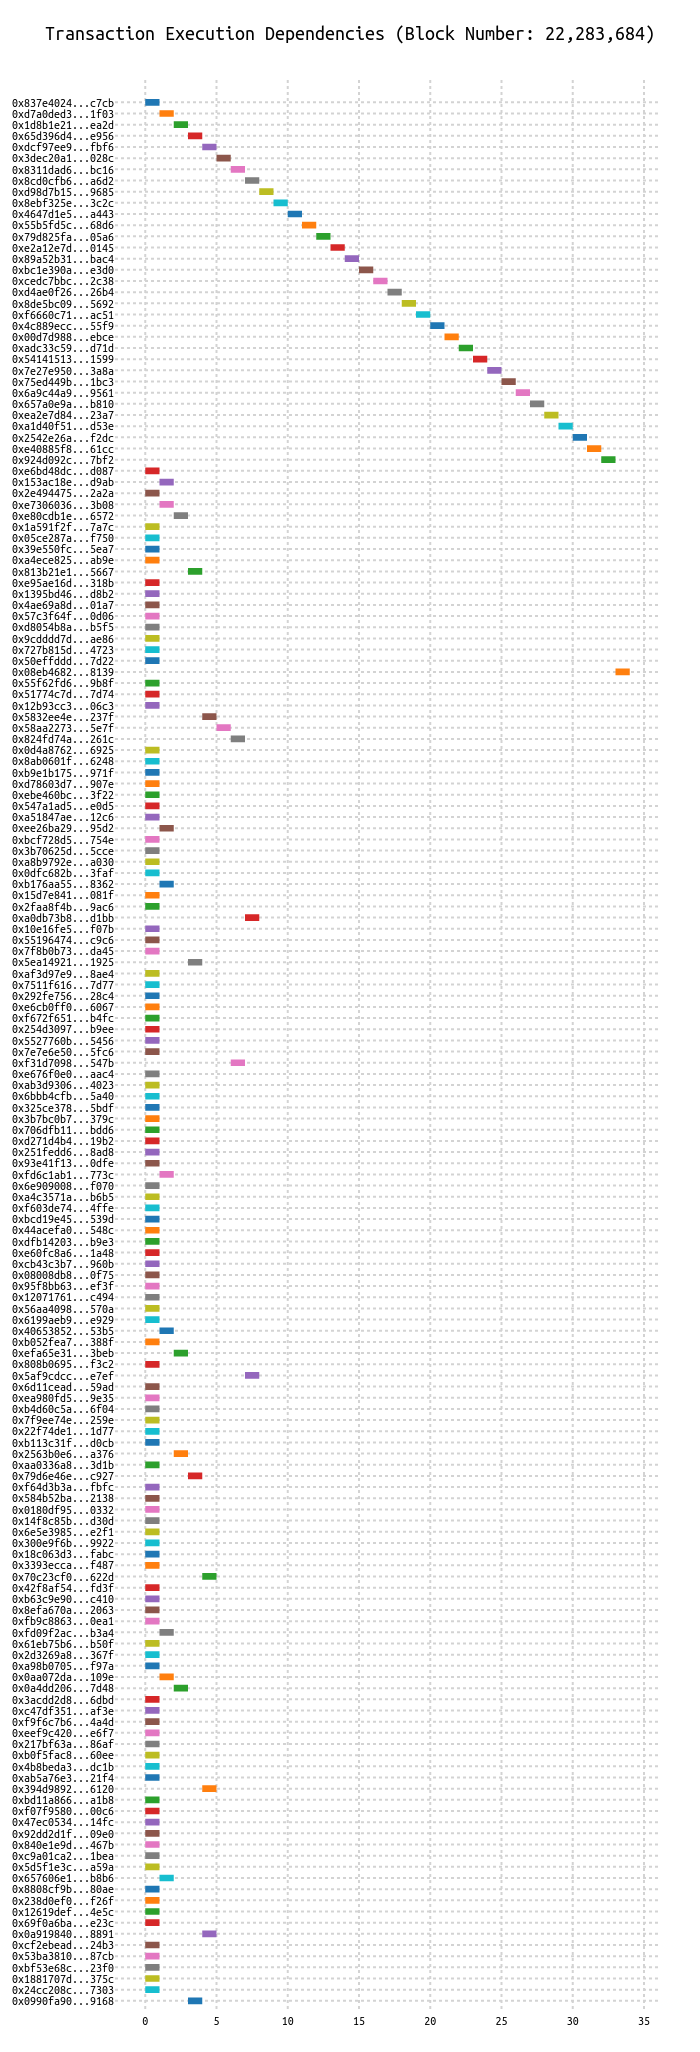 Transaction Execution Dependencies (Block Number: 22,283,684)
0x837e4024...c7cb
0xd7a0ded3...1f03
0x1d8b1e21...ea2d
0x65d396d4...e956
0xdcf97ee9...fbf6
0x3dec20a1...028c
0x8311dad6...bc16
0x8cd0cfb6...a6d2
0xd98d7b15...9685
0x8ebf325e...3c2c
0x4647d1e5...a443
0x55b5fd5c...68d6
0x79d825fa...05a6
0xe2a12e7d...0145
0x89a52b31...bac4
0xbc1e390a...e3d0
0xcedc7bbc...2c38
0xd4ae0f26...26b4
0x8de5bc09...5692
0xf6660c71...ac51
0x4c889ecc...55f9
0x00d7d988...ebce
0xadc33c59...d71d
0x54141513...1599
0x7e27e950...3a8a
0x75ed449b...1bc3
0x6a9c44a9...9561
0x657a0e9a...b810
0xea2e7d84...23a7
0xa1d40f51...d53e
0x2542e26a...f2dc
0xe40885f8...61cc
0x924d092c...7bf2
0xe6bd48dc...d087
0x153ac18e...d9ab
0x2e494475...2a2a
0xe7306036...3b08
0xe80cdb1e...6572
0x1a591f2f...7a7c
0x05ce287a...f750
0x39e550fc...5ea7
0xa4ece825...ab9e
0x813b21e1...5667
0xe95ae16d...318b
0x1395bd46...d8b2
0x4ae69a8d...01a7
0x57c3f64f...0d06
0xd8054b8a...b5f5
0x9cdddd7d...ae86
0x727b815d...4723
0x50effddd...7d22
0x08eb4682...8139
0x55f62fd6...9b8f
0x51774c7d...7d74
0x12b93cc3...06c3
0x5832ee4e...237f
0x58aa2273...5e7f
0x824fd74a...261c
0x0d4a8762...6925
0x8ab0601f...6248
0xb9e1b175...971f
0xd78603d7...907e
0xebe460bc...3f22
0x547a1ad5...e0d5
0xa51847ae...12c6
0xee26ba29...95d2
0xbcf728d5...754e
0x3b70625d...5cce
0xa8b9792e...a030
0x0dfc682b...3faf
0xb176aa55...8362
0x15d7e841...081f
0x2faa8f4b...9ac6
0xa0db73b8...d1bb
0x10e16fe5...f07b
0x55196474...c9c6
0x7f8b0b73...da45
0x5ea14921...1925
0xaf3d97e9...8ae4
0x7511f616...7d77
0x292fe756...28c4
0xe6cb0ff0...6067
0xf672f651...b4fc
0x254d3097...b9ee
0x5527760b...5456
0x7e7e6e50...5fc6
0xf31d7098...547b
0xe676f0e0...aac4
0xab3d9306...4023
0x6bbb4cfb...5a40
0x325ce378...5bdf
0x3b7bc0b7...379c
0x706dfb11...bdd6
0xd271d4b4...19b2
0x251fedd6...8ad8
0x93e41f13...0dfe
0xfd6c1ab1...773c
0x6e909008...f070
0xa4c3571a...b6b5
0xf603de74...4ffe
0xbcd19e45...539d
0x44acefa0...548c
0xdfb14203...b9e3
0xe60fc8a6...1a48
0xcb43c3b7...960b
0x08008db8...0f75
0x95f8bb63...ef3f
0x12071761...c494
0x56aa4098...570a
0x6199aeb9...e929
0x40653852...53b5
0xb052fea7...388f
0xefa65e31...3beb
0x808b0695...f3c2
0x5af9cdcc...e7ef
0x6d11cead...59ad
0xea980fd5...9e35
0xb4d60c5a...6f04
0x7f9ee74e...259e
0x22f74de1...1d77
0xb113c31f...d0cb
0x2563b0e6...a376
0xaa0336a8...3d1b
0x79d6e46e...c927
0xf64d3b3a...fbfc
0x584b52ba...2138
0x0180df95...0332
0x14f8c85b...d30d
0x6e5e3985...e2f1
0x300e9f6b...9922
0x18c063d3...fabc
0x3393ecca...f487
0x70c23cf0...622d
0x42f8af54...fd3f
0xb63c9e90...c410
0x8efa670a...2063
0xfb9c8863...0ea1
0xfd09f2ac...b3a4
0x61eb75b6...b50f
0x2d3269a8...367f
0xa98b0705...f97a
0x0aa072da...109e
0x0a4dd206...7d48
0x3acdd2d8...6dbd
0xc47df351...af3e
0xf9f6c7b6...4a4d
0xeef9c420...e6f7
0x217bf63a...86af
0xb0f5fac8...60ee
0x4b8beda3...dc1b
0xab5a76e3...21f4
0x394d9892...6120
0xbd11a866...a1b8
0xf07f9580...00c6
0x47ec0534...14fc
0x92dd2d1f...09e0
0x840e1e9d...467b
0xc9a01ca2...1bea
0x5d5f1e3c...a59a
0x657606e1...b8b6
0x8808cf9b...80ae
0x238d0ef0...f26f
0x12619def...4e5c
0x69f0a6ba...e23c
0x0a919840...8891
0xcf2ebead...24b3
0x53ba3810...87cb
0xbf53e68c...23f0
0x1881707d...375c
0x24cc208c...7303
0x0990fa90...9168
0 5 10 15 20 25 30 35